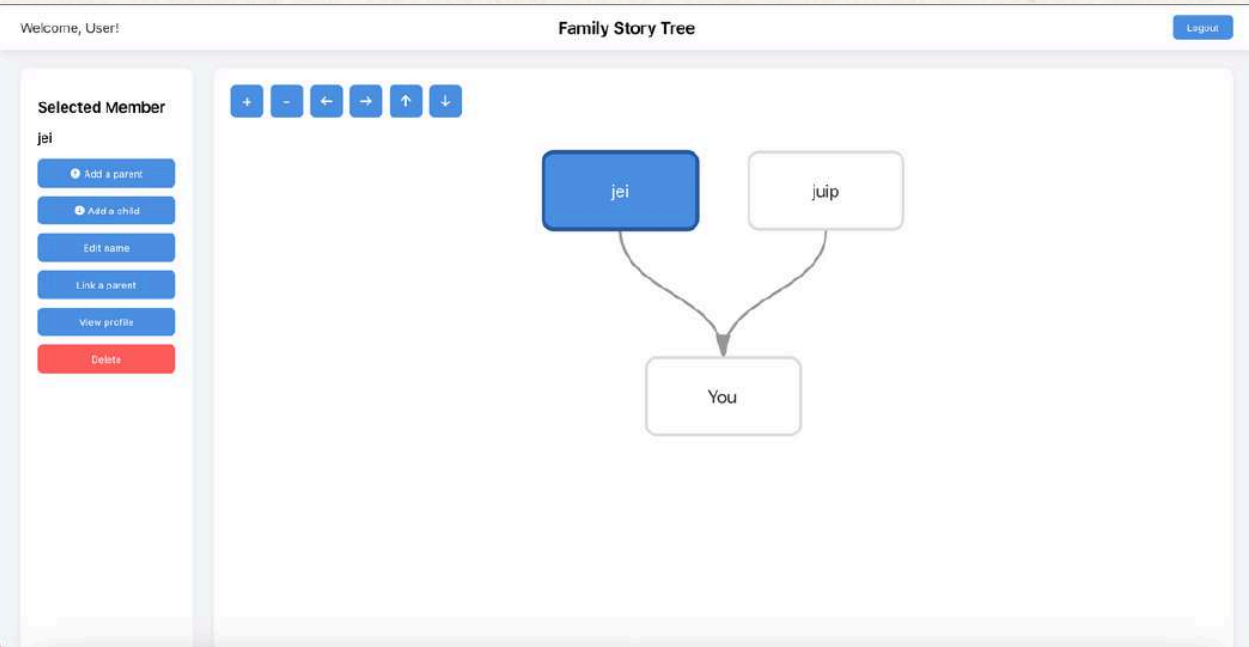 Welcome, User!
Family Story Tree
Logout
Selected Member
jei
Add a parent
Add a child
Edit name
Link a parent
View profile
Delete
+
-
←
→
↑
↓
jei
juip
You